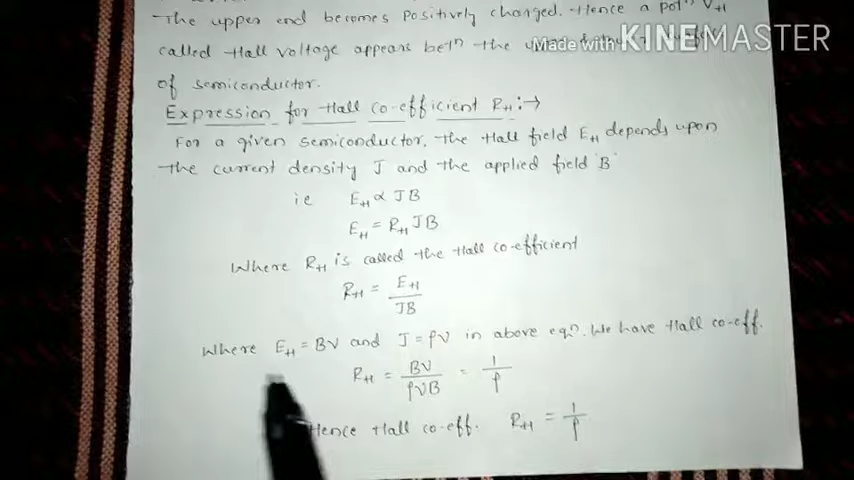 The upper end becomes positively charged. Hence a potⁿ V_H
called Hall voltage appears betⁿ the
Made with KINEMASTER
of semiconductor.
Expression for Hall co-efficient R_H :→
For a given semiconductor, the Hall field E_H depends upon
the current density J and the applied field 'B'
ie E_H ∝ JB
E_H = R_H JB
Where R_H is called the Hall co-efficient
R_H = E_H / JB
Where E_H = BV and J = ρV in above eqⁿ. We have Hall co-eff.
R_H = BV / ρVB = 1 / ρ
Hence Hall co-eff. R_H = 1 / ρ